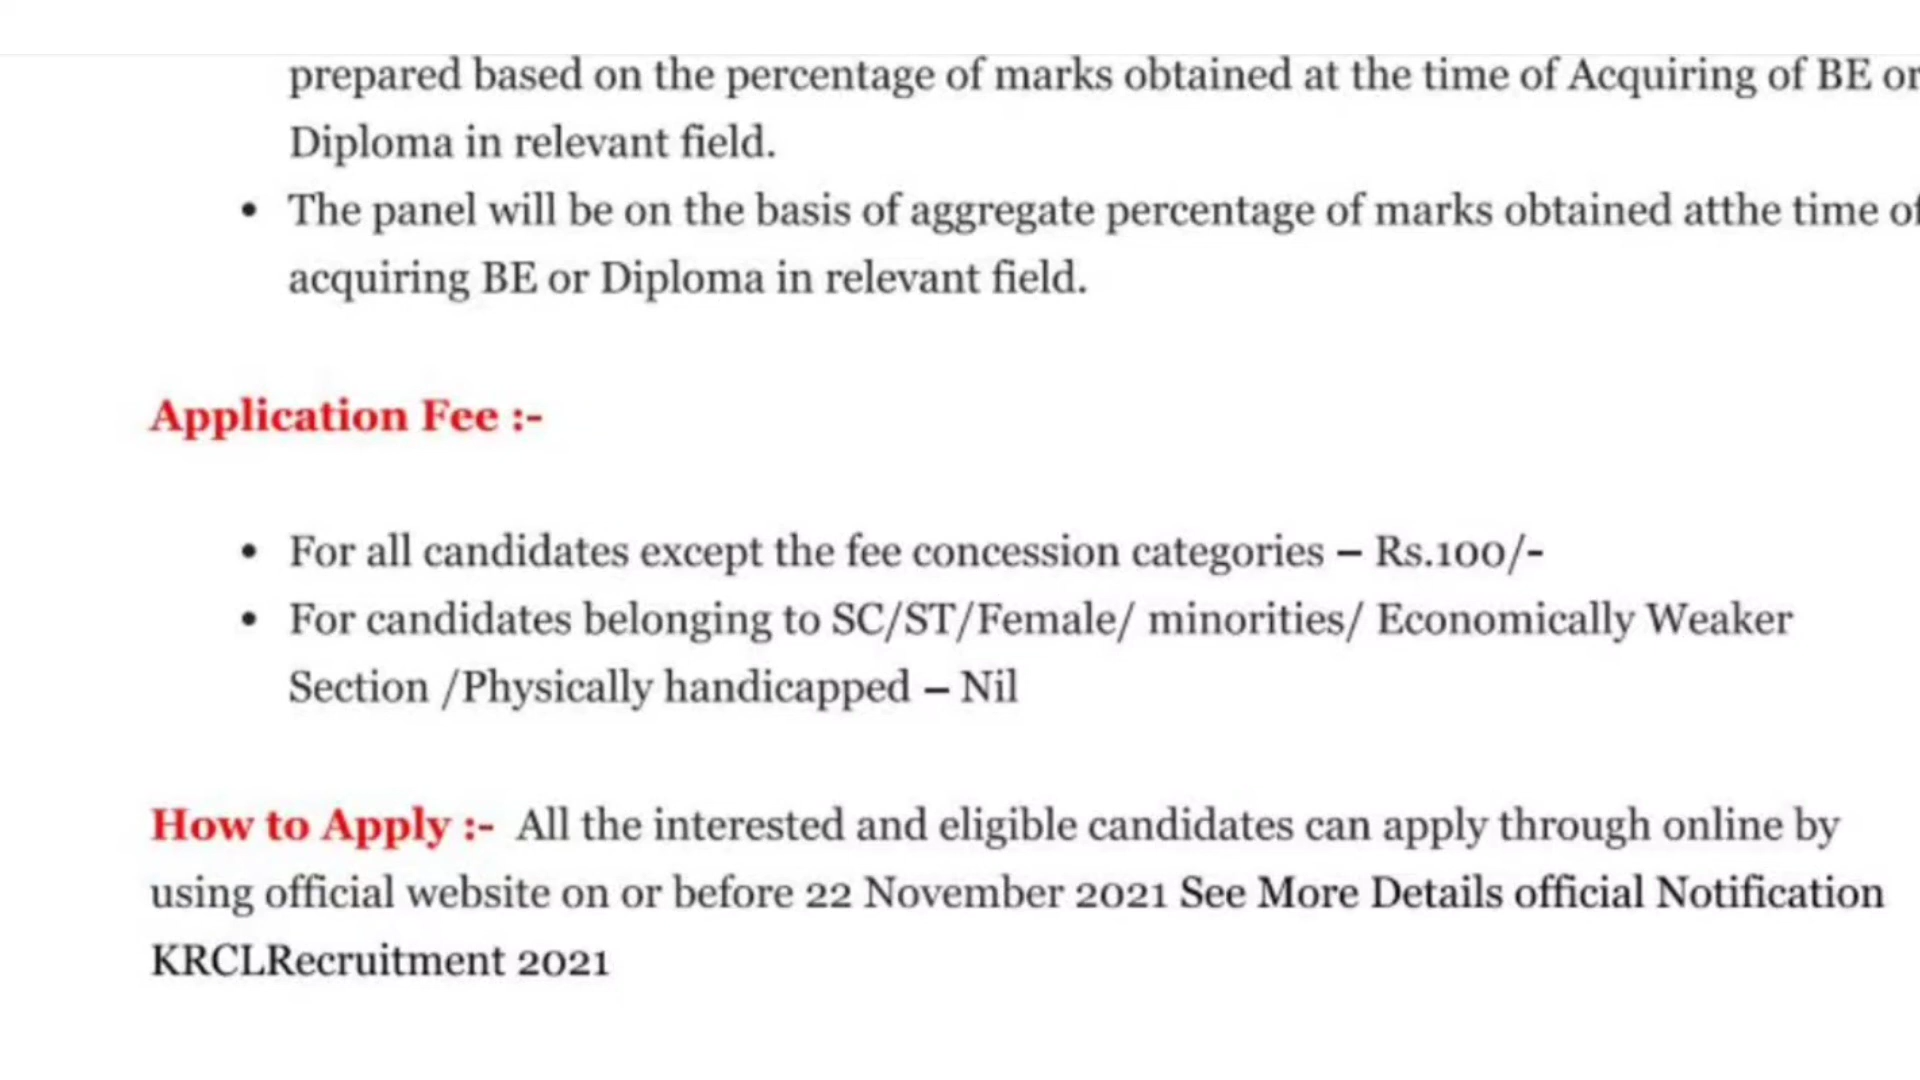 prepared based on the percentage of marks obtained at the time of Acquiring of BE or
Diploma in relevant field.
• The panel will be on the basis of aggregate percentage of marks obtained atthe time of
acquiring BE or Diploma in relevant field.
Application Fee :-
• For all candidates except the fee concession categories – Rs.100/-
• For candidates belonging to SC/ST/Female/ minorities/ Economically Weaker
Section /Physically handicapped – Nil
How to Apply :- All the interested and eligible candidates can apply through online by
using official website on or before 22 November 2021 See More Details official Notification
KRCLRecruitment 2021